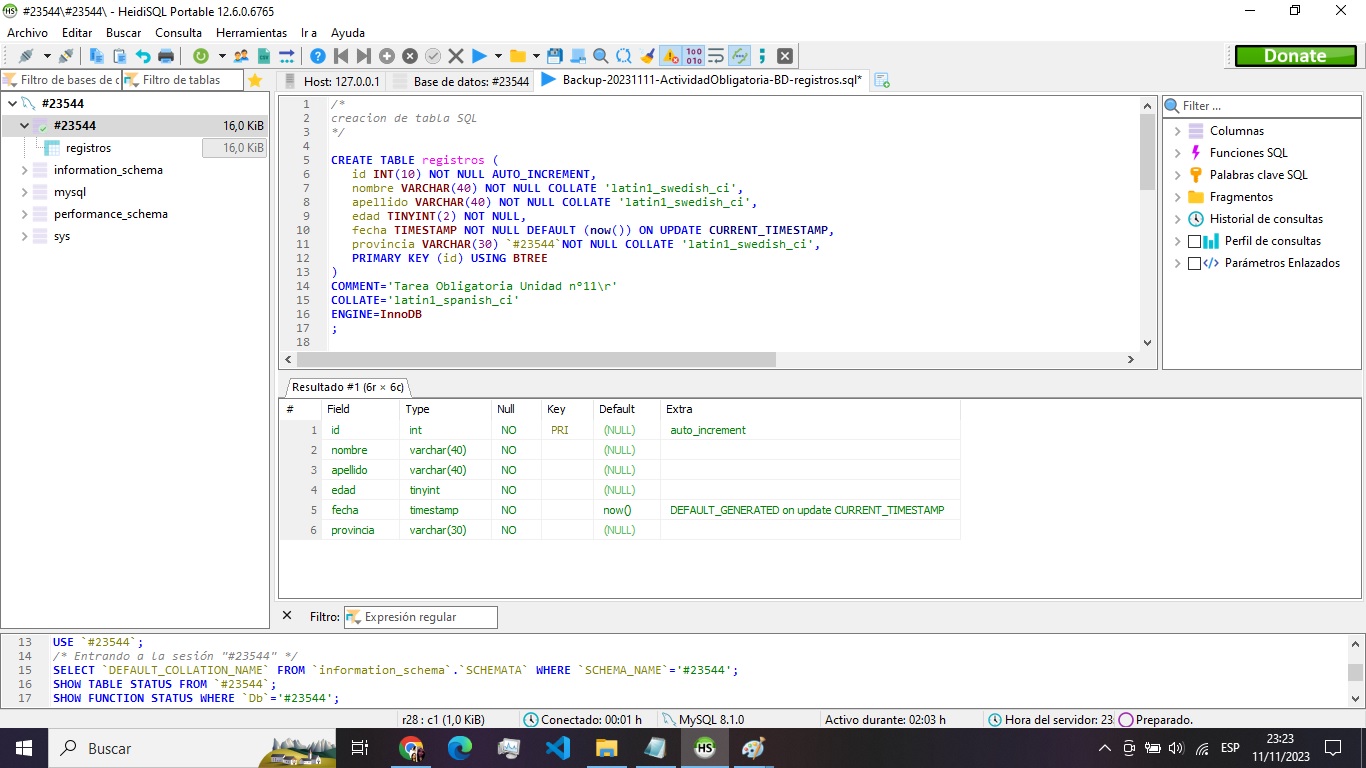 #23544\#23544\ - HeidiSQL Portable 12.6.0.6765
Archivo Editar Buscar Consulta Herramientas Ir a Ayuda
Donate
Filtro de bases de d Filtro de tablas
Host: 127.0.0.1 Base de datos: #23544 Backup-20231111-ActividadObligatoria-BD-registros.sql*
#23544
#23544 16,0 KiB
registros 16,0 KiB
information_schema
mysql
performance_schema
sys
1 /*
2 creacion de tabla SQL
3 */
4
5 CREATE TABLE registros (
6 id INT(10) NOT NULL AUTO_INCREMENT,
7 nombre VARCHAR(40) NOT NULL COLLATE 'latin1_swedish_ci',
8 apellido VARCHAR(40) NOT NULL COLLATE 'latin1_swedish_ci',
9 edad TINYINT(2) NOT NULL,
10 fecha TIMESTAMP NOT NULL DEFAULT (now()) ON UPDATE CURRENT_TIMESTAMP,
11 provincia VARCHAR(30) `#23544`NOT NULL COLLATE 'latin1_swedish_ci',
12 PRIMARY KEY (id) USING BTREE
13 )
14 COMMENT='Tarea Obligatoria Unidad n°11\r'
15 COLLATE='latin1_spanish_ci'
16 ENGINE=InnoDB
17 ;
18
Filter ...
Columnas
Funciones SQL
Palabras clave SQL
Fragmentos
Historial de consultas
Perfil de consultas
Parámetros Enlazados
Resultado #1 (6r × 6c)
# Field Type Null Key Default Extra
1 id int NO PRI (NULL) auto_increment
2 nombre varchar(40) NO (NULL)
3 apellido varchar(40) NO (NULL)
4 edad tinyint NO (NULL)
5 fecha timestamp NO now() DEFAULT_GENERATED on update CURRENT_TIMESTAMP
6 provincia varchar(30) NO (NULL)
Filtro: Expresión regular
13 USE `#23544`;
14 /* Entrando a la sesión "#23544" */
15 SELECT `DEFAULT_COLLATION_NAME` FROM `information_schema`.`SCHEMATA` WHERE `SCHEMA_NAME`='#23544';
16 SHOW TABLE STATUS FROM `#23544`;
17 SHOW FUNCTION STATUS WHERE `Db`='#23544';
r28 : c1 (1,0 KiB) Conectado: 00:01 h MySQL 8.1.0 Activo durante: 02:03 h Hora del servidor: 23 Preparado.
Buscar
HS
ESP
23:23
11/11/2023